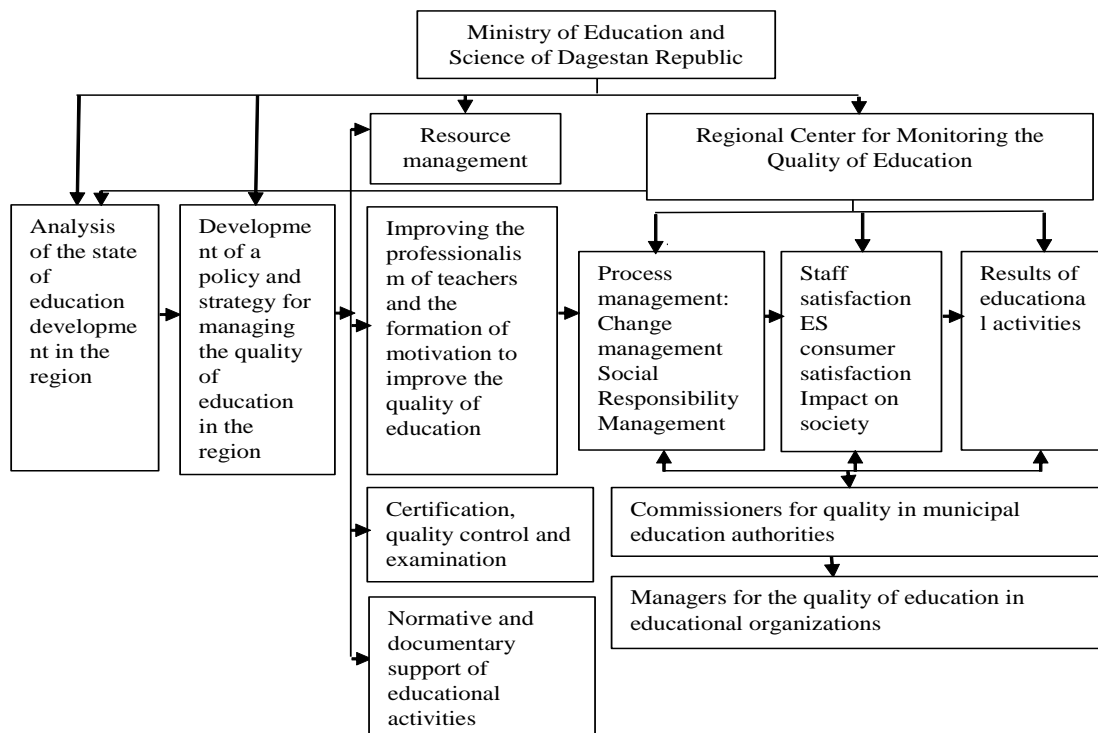 Ministry of Education and
Science of Dagestan Republic
Resource
management
Regional Center for Monitoring the
Quality of Education
Analysis
of the state
of
education
developme
nt in the
region
Developme
nt of a
policy and
strategy for
managing
the quality
of
education
in the
region
Improving the
professionalis
m of teachers
and the
formation of
motivation to
improve the
quality of
education
Process
management:
Change
management
Social
Responsibility
Management
Staff
satisfaction
ES
consumer
satisfaction
Impact on
society
Results of
educationa
l activities
Certification,
quality control and
examination
Commissioners for quality in municipal
education authorities
Managers for the quality of education in
educational organizations
Normative and
documentary
support of
educational
activities